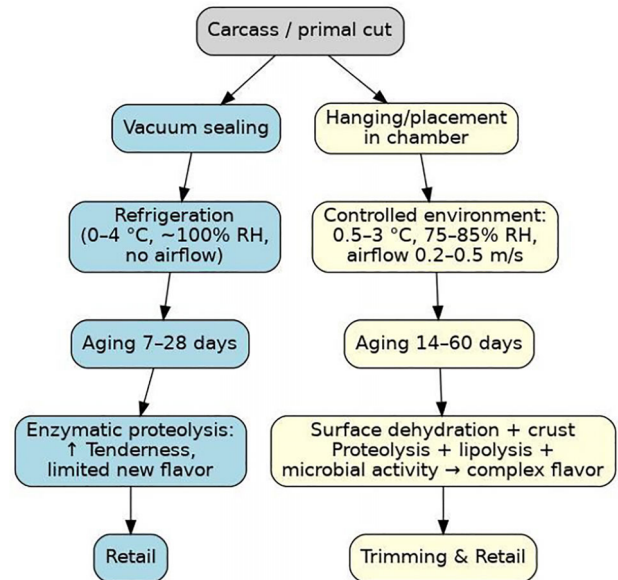 Carcass / primal cut
Vacuum sealing
Hanging/placement
in chamber
Refrigeration
(0–4 °C, ~100% RH,
no airflow)
Controlled environment:
0.5–3 °C, 75–85% RH,
airflow 0.2–0.5 m/s
Aging 7–28 days
Aging 14–60 days
Enzymatic proteolysis:
↑ Tenderness,
limited new flavor
Surface dehydration + crust
Proteolysis + lipolysis +
microbial activity → complex flavor
Retail
Trimming & Retail